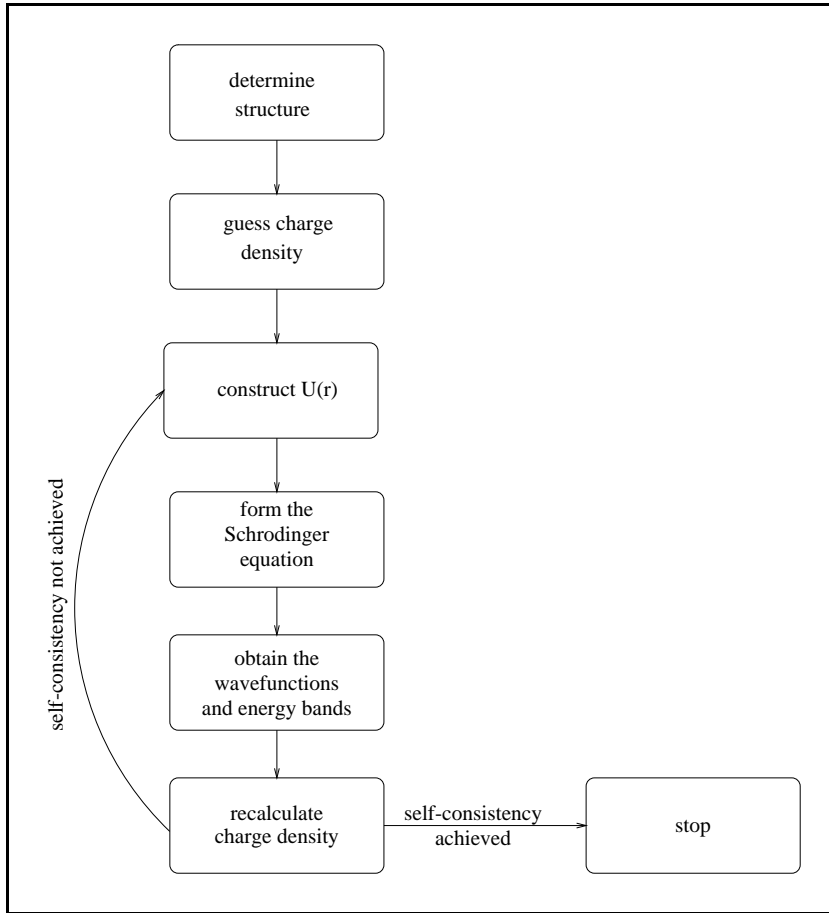 determine
structure
guess charge
density
construct U(r)
self-consistency not achieved
form the
Schrodinger
equation
obtain the
wavefunctions
and energy bands
recalculate
charge density
self-consistency
achieved
stop